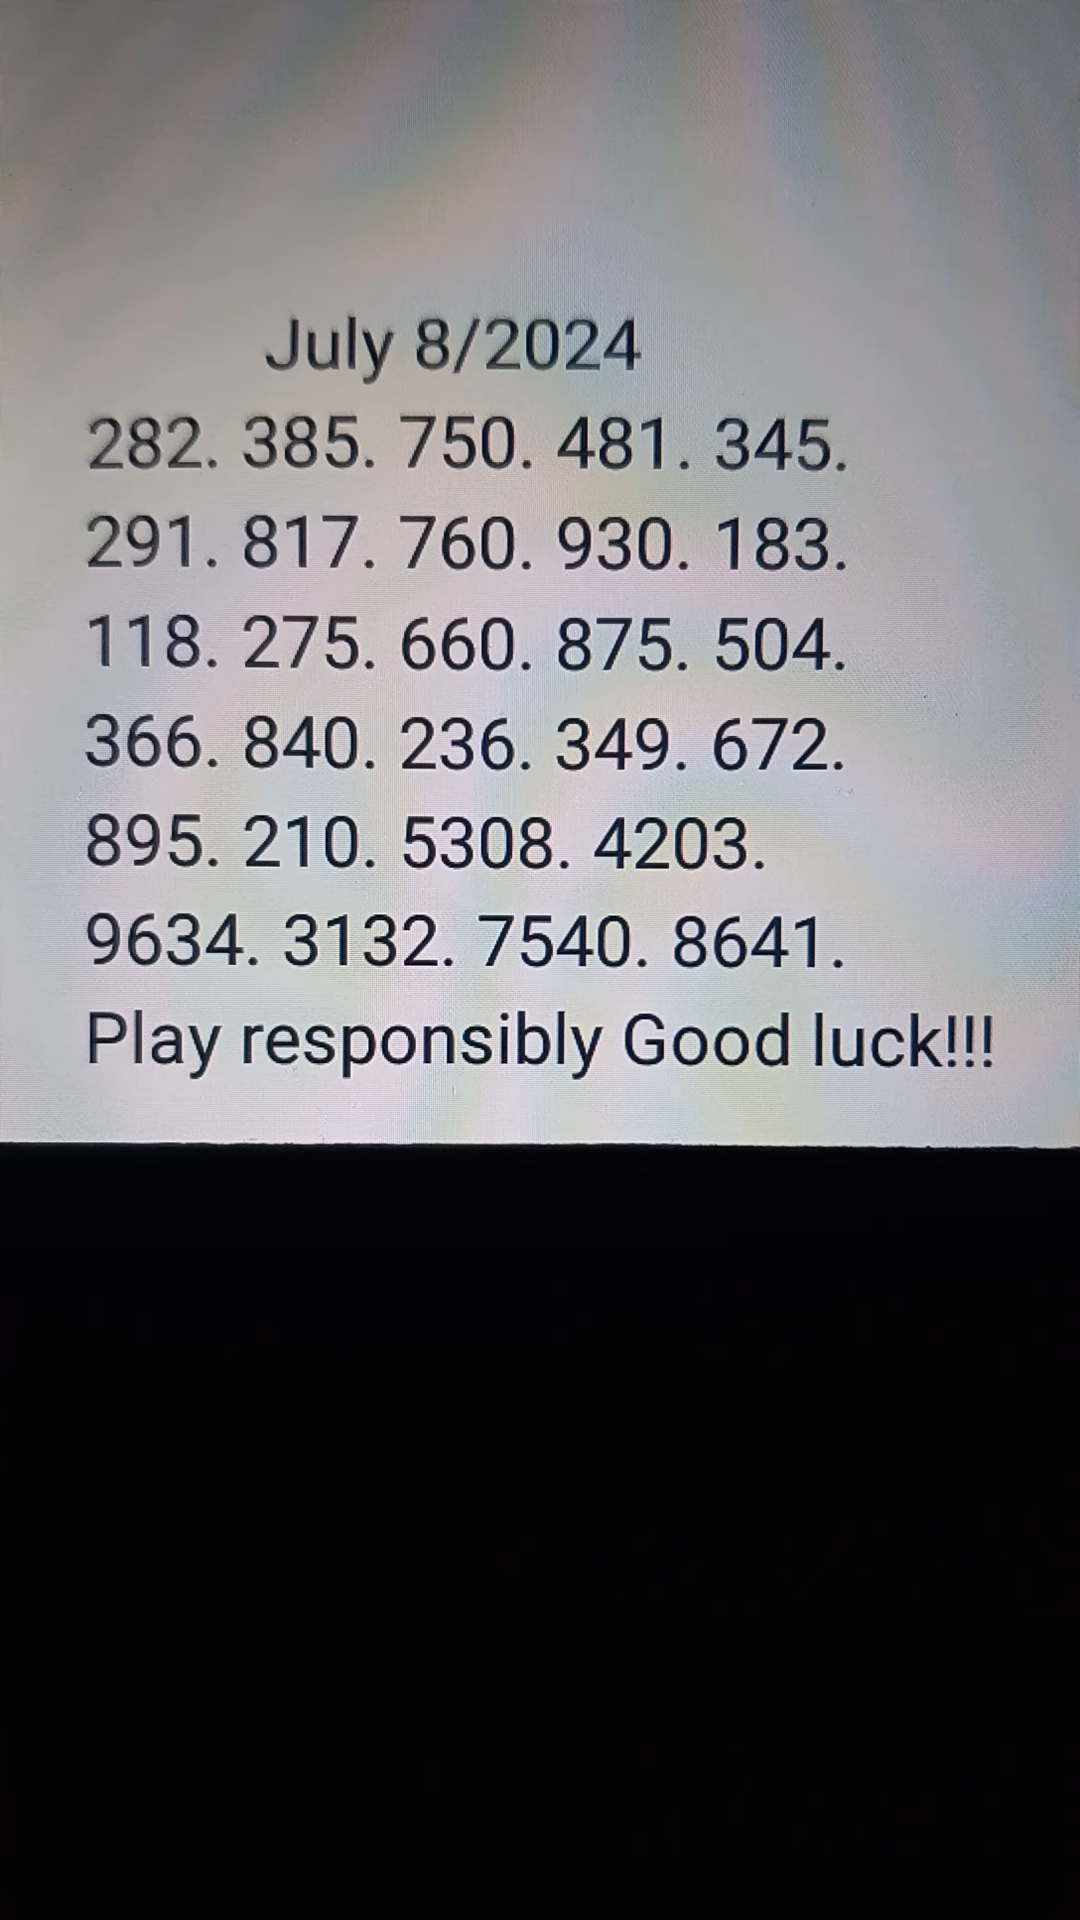 July 8/2024
282. 385. 750. 481. 345.
291. 817. 760. 930. 183.
118. 275. 660. 875. 504.
366. 840. 236. 349. 672.
895. 210. 5308. 4203.
9634. 3132. 7540. 8641.
Play responsibly Good luck!!!